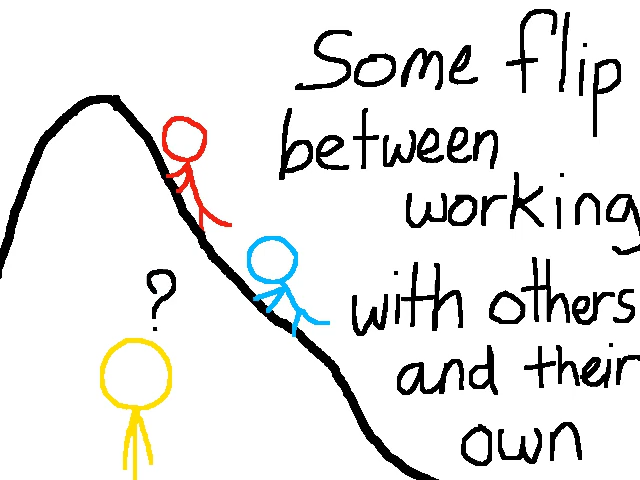 Some flip
between
working
with others
and their
own
?